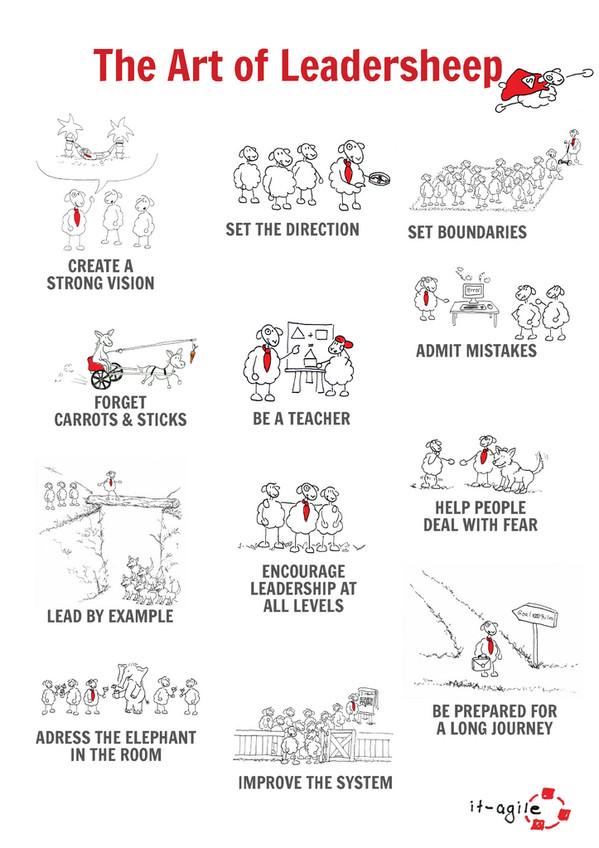 The Art of Leadersheep
S
CREATE A
STRONG VISION
SET THE DIRECTION
SET BOUNDARIES
Error
ADMIT MISTAKES
FORGET
CARROTS & STICKS
BE A TEACHER
HELP PEOPLE
DEAL WITH FEAR
LEAD BY EXAMPLE
ENCOURAGE
LEADERSHIP AT
ALL LEVELS
BE PREPARED FOR
A LONG JOURNEY
ADRESS THE ELEPHANT
IN THE ROOM
IMPROVE THE SYSTEM
it-agile